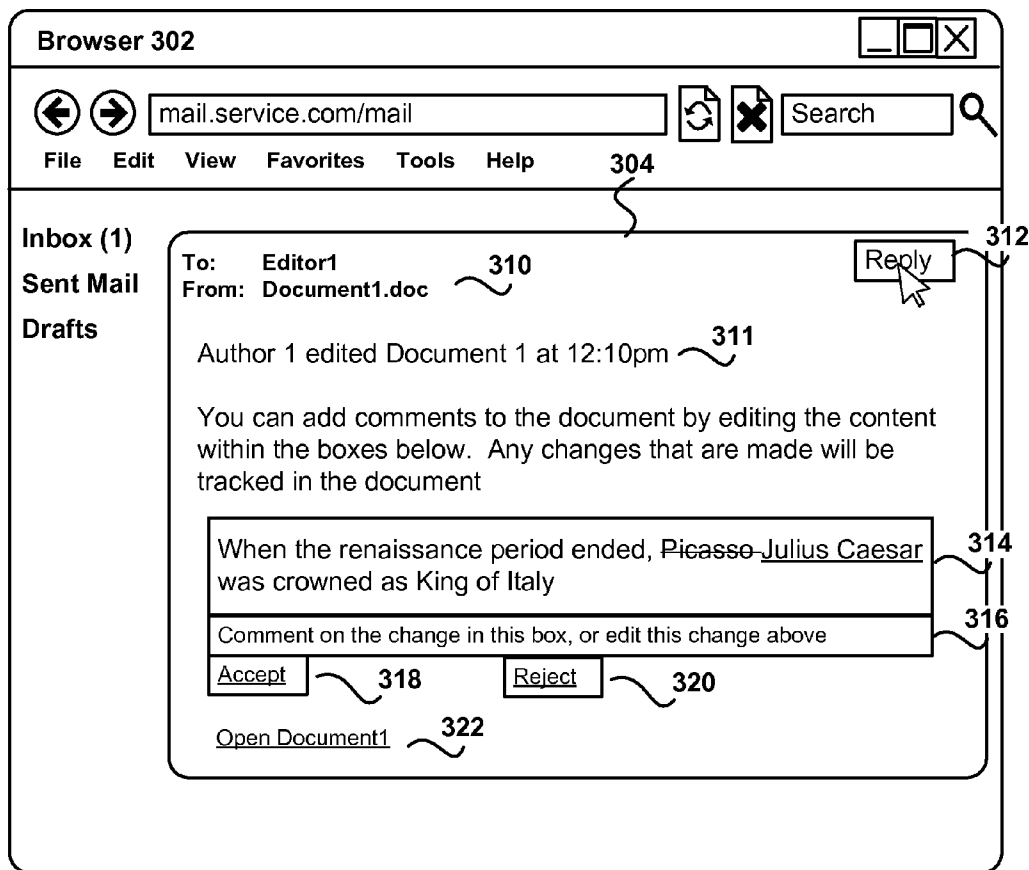 Browser 302
mail.service.com/mail
Search
File Edit View Favorites Tools Help
304
Inbox (1)
Sent Mail
Drafts
To: Editor1
From: Document1.doc
310
Reply
312
Author 1 edited Document 1 at 12:10pm
311
You can add comments to the document by editing the content
within the boxes below. Any changes that are made will be
tracked in the document
When the renaissance period ended, Picasso Julius Caesar
was crowned as King of Italy
314
Comment on the change in this box, or edit this change above
316
Accept
318
Reject
320
Open Document1
322